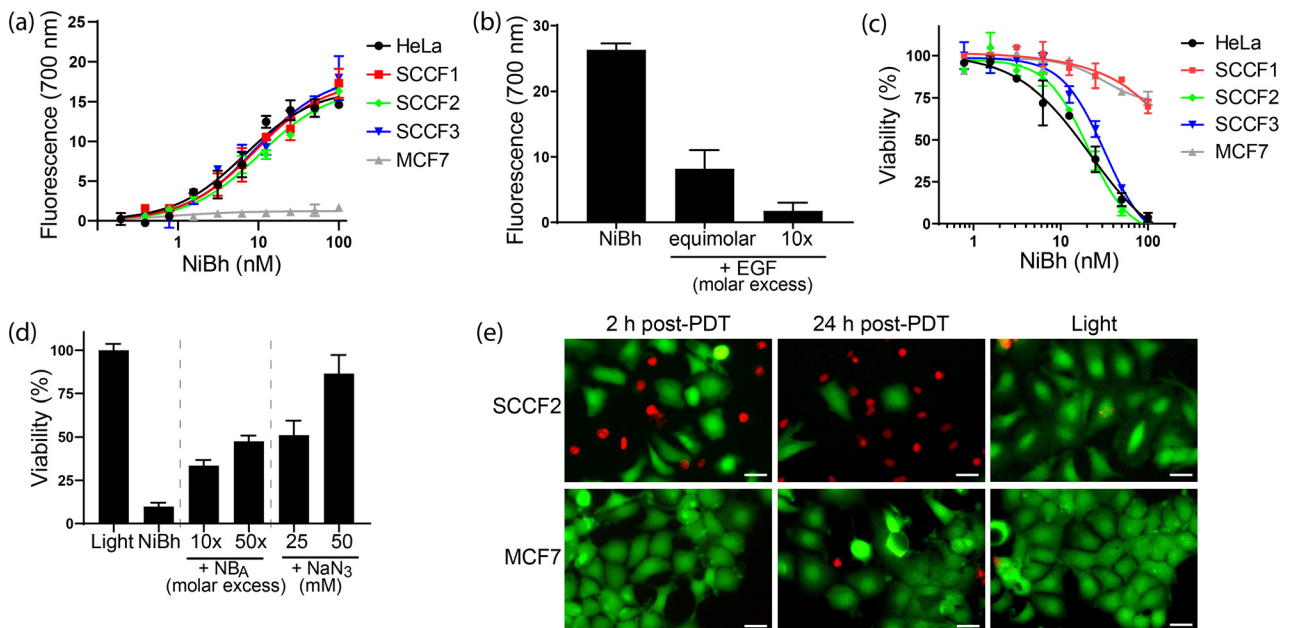 (a)
Fluorescence (700 nm)
25
20
15
10
5
0
1
10
100
NiBh (nM)
HeLa
SCCF1
SCCF2
SCCF3
MCF7
(b)
Fluorescence (700 nm)
30
20
10
0
NiBh
equimolar
10x
+ EGF
(molar excess)
(c)
Viability (%)
100
75
50
25
0
1
10
100
NiBh (nM)
HeLa
SCCF1
SCCF2
SCCF3
MCF7
(d)
Viability (%)
100
75
50
25
0
Light
NiBh
10x
50x
25
50
+ NBA
(molar excess)
+ NaN3
(mM)
(e)
2 h post-PDT
24 h post-PDT
Light
SCCF2
MCF7